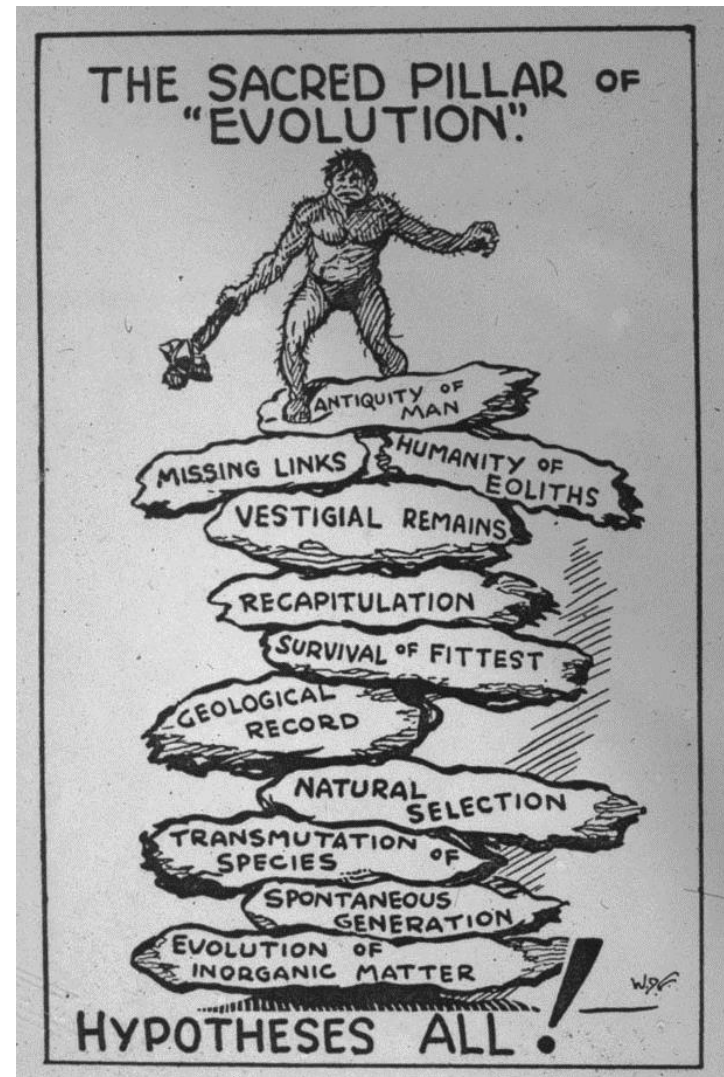 THE SACRED PILLAR OF
"EVOLUTION".
ANTIQUITY OF
MAN
MISSING LINKS
HUMANITY OF
EOLITHS
VESTIGIAL REMAINS
RECAPITULATION
SURVIVAL OF FITTEST
GEOLOGICAL
RECORD
NATURAL
SELECTION
TRANSMUTATION OF
SPECIES
SPONTANEOUS
GENERATION
EVOLUTION OF
INORGANIC MATTER
HYPOTHESES ALL!